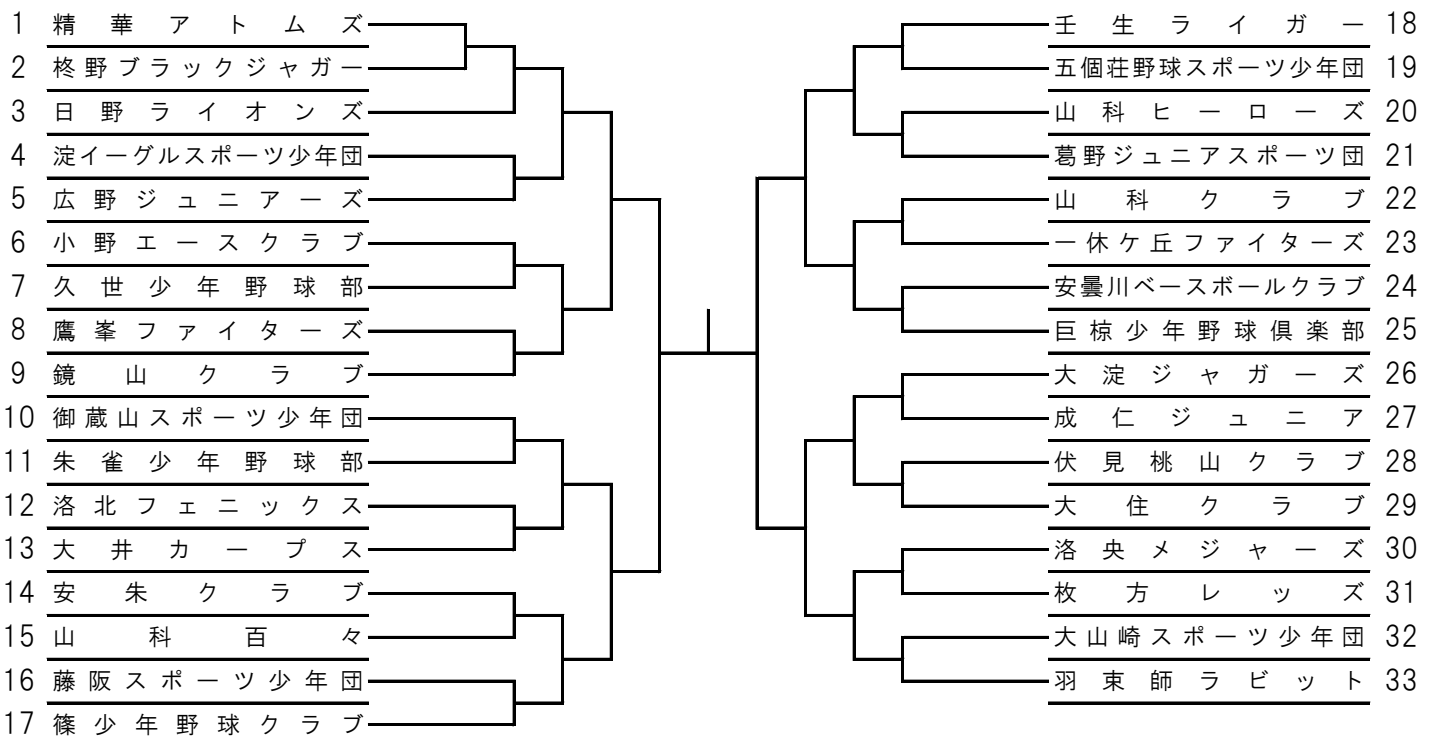 1 精華アトムズ
2 柊野ブラックジャガー
3 日野ライオンズ
4 淀イーグルスポーツ少年団
5 広野ジュニアーズ
6 小野エースクラブ
7 久世少年野球部
8 鷹峯ファイターズ
9 鏡山クラブ
10 御蔵山スポーツ少年団
11 朱雀少年野球部
12 洛北フェニックス
13 大井カープス
14 安朱クラブ
15 山科百々
16 藤阪スポーツ少年団
17 篠少年野球クラブ
壬生ライガー 18
五個荘野球スポーツ少年団 19
山科ヒーローズ 20
葛野ジュニアスポーツ団 21
山科クラブ 22
一休ケ丘ファイターズ 23
安曇川ベースボールクラブ 24
巨椋少年野球倶楽部 25
大淀ジャガーズ 26
成仁ジュニア 27
伏見桃山クラブ 28
大住クラブ 29
洛央メジャーズ 30
枚方レッズ 31
大山崎スポーツ少年団 32
羽束師ラビット 33